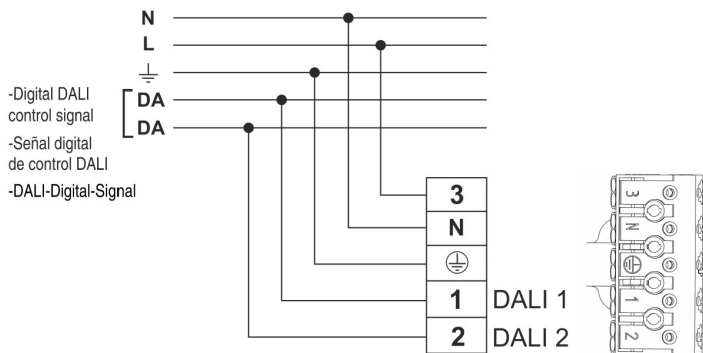 N
L
DA
DA
-Digital DALI
control signal
-Señal digital
de control DALI
-DALI-Digital-Signal
3
N
1 DALI 1
2 DALI 2
3
N
1
2